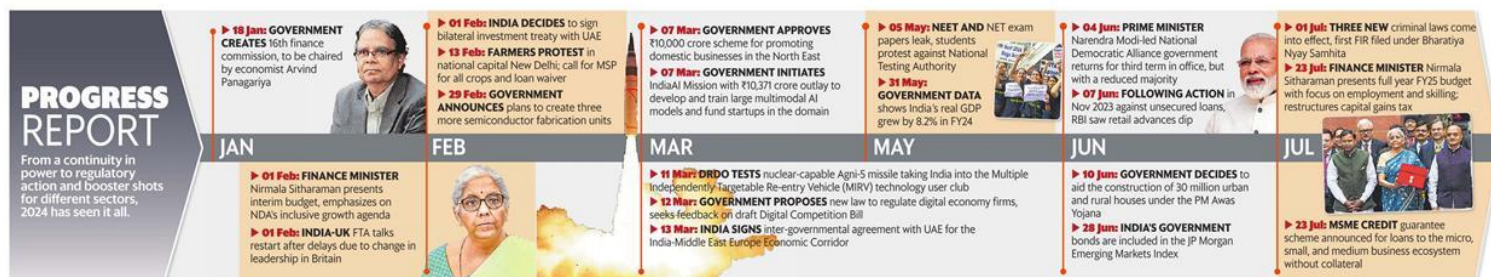 PROGRESS
REPORT
From a continuity in
power to regulatory
action and booster shots
for different sectors,
2024 has seen it all.
18 Jan: GOVERNMENT
CREATES 16th finance
commission, to be chaired
by economist Arvind
Panagariya
JAN
01 Feb: FINANCE MINISTER
Nirmala Sitharaman presents
interim budget, emphasizes on
NDA's inclusive growth agenda
01 Feb: INDIA-UK FTA talks
restart after delays due to change in
leadership in Britain
01 Feb: INDIA DECIDES to sign
bilateral investment treaty with UAE
13 Feb: FARMERS PROTEST in
national capital New Delhi; call for MSP
for all crops and loan waiver
29 Feb: GOVERNMENT
ANNOUNCES plans to create three
more semiconductor fabrication units
FEB
07 Mar: GOVERNMENT APPROVES
₹10,000 crore scheme for promoting
domestic businesses in the North East
07 Mar: GOVERNMENT INITIATES
IndiaAI Mission with ₹10,371 crore outlay to
develop and train large multimodal AI
models and fund startups in the domain
MAR
11 Mar: DRDO TESTS nuclear-capable Agni-5 missile taking India into the Multiple
Independently Targetable Re-entry Vehicle (MIRV) technology user club
12 Mar: GOVERNMENT PROPOSES new law to regulate digital economy firms,
seeks feedback on draft Digital Competition Bill
13 Mar: INDIA SIGNS inter-governmental agreement with UAE for the
India-Middle East Europe Economic Corridor
05 May: NEET AND NET exam
papers leak, students
protest against National
Testing Authority
31 May:
GOVERNMENT DATA
shows India's real GDP
grew by 8.2% in FY24
MAY
04 Jun: PRIME MINISTER
Narendra Modi-led National
Democratic Alliance government
returns for third term in office, but
with a reduced majority
07 Jun: FOLLOWING ACTION in
Nov 2023 against unsecured loans,
RBI saw retail advances dip
JUN
10 Jun: GOVERNMENT DECIDES to
aid the construction of 30 million urban
and rural houses under the PM Awas
Yojana
28 Jun: INDIA'S GOVERNMENT
bonds are included in the JP Morgan
Emerging Markets Index
01 Jul: THREE NEW criminal laws come
into effect, first FIR filed under Bharatiya
Nyay Samhita
23 Jul: FINANCE MINISTER Nirmala
Sitharaman presents full year FY25 budget
with focus on employment and skilling;
restructures capital gains tax
JUL
23 Jul: MSME CREDIT guarantee
scheme announced for loans to the micro,
small, and medium business ecosystem
without collateral